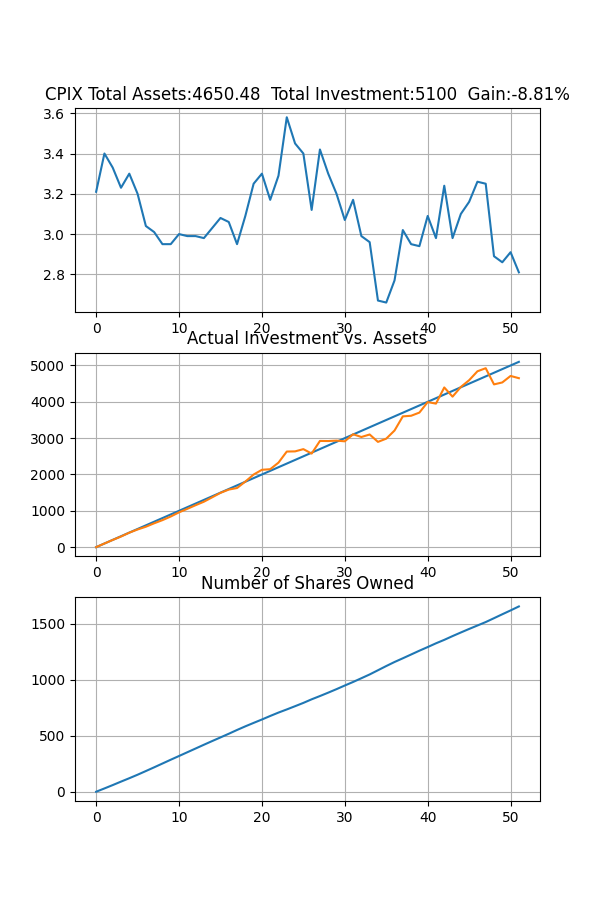 CPIX Total Assets:4650.48  Total Investment:5100  Gain:-8.81%
3.6
3.4
3.2
3.0
2.8
0 10 20 30 40 50
Actual Investment vs. Assets
5000
4000
3000
2000
1000
0
0 10 20 30 40 50
Number of Shares Owned
1500
1000
500
0
0 10 20 30 40 50